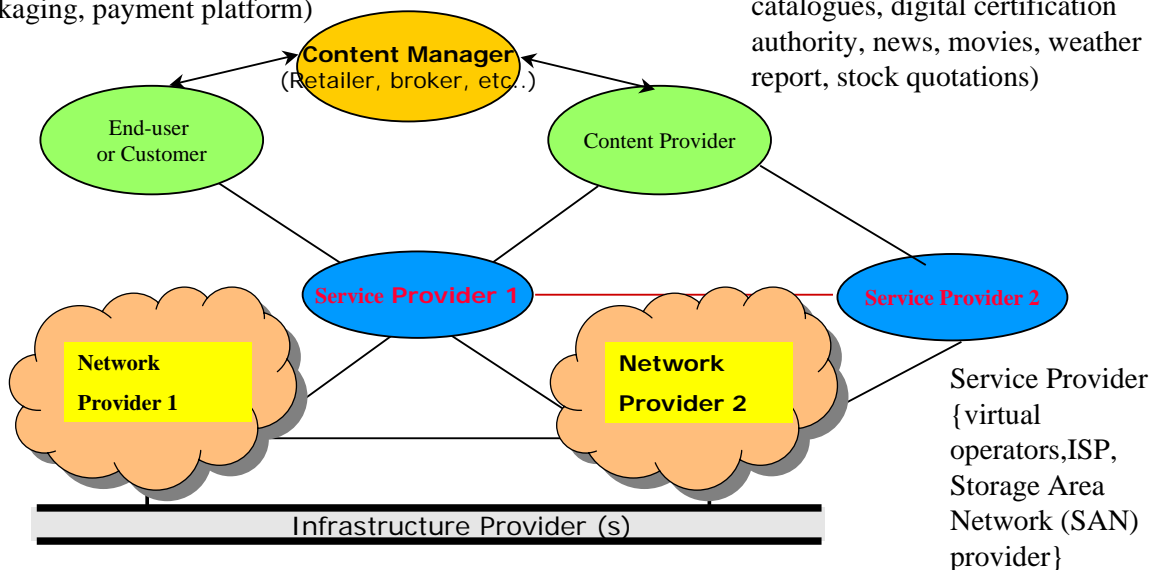 kaging, payment platform)
catalogues, digital certification
authority, news, movies, weather
report, stock quotations)
Content Manager
(Retailer, broker, etc..)
End-user
or Customer
Content Provider
Service Provider 1
Service Provider 2
Network
Provider 1
Network
Provider 2
Service Provider
{virtual
operators,ISP,
Storage Area
Network (SAN)
provider}
Infrastructure Provider (s)